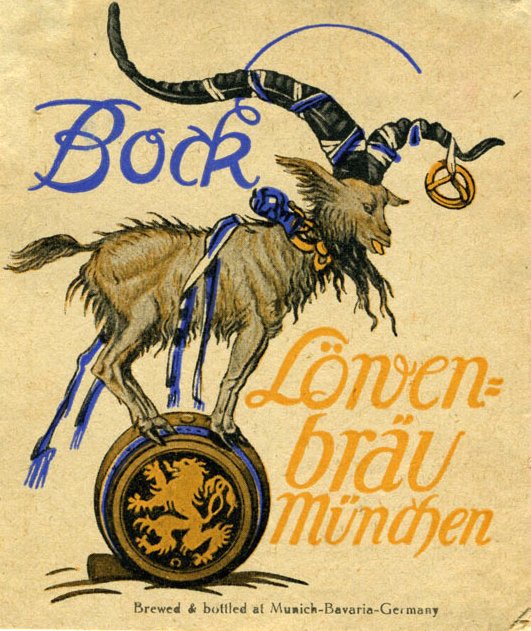 Bock
Löwen=
bräu
München
Brewed & bottled at Munich-Bavaria-Germany